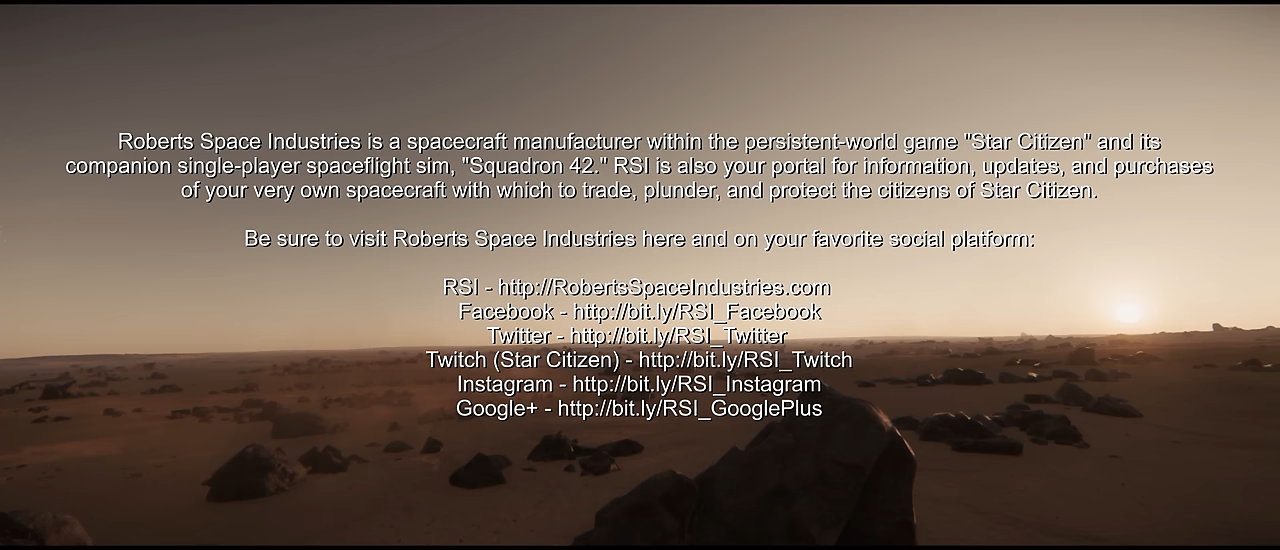 Roberts Space Industries is a spacecraft manufacturer within the persistent-world game "Star Citizen" and its
companion single-player spaceflight sim, "Squadron 42." RSI is also your portal for information, updates, and purchases
of your very own spacecraft with which to trade, plunder, and protect the citizens of Star Citizen.
Be sure to visit Roberts Space Industries here and on your favorite social platform:
RSI - http://RobertsSpaceIndustries.com
Facebook - http://bit.ly/RSI_Facebook
Twitter - http://bit.ly/RSI_Twitter
Twitch (Star Citizen) - http://bit.ly/RSI_Twitch
Instagram - http://bit.ly/RSI_Instagram
Google+ - http://bit.ly/RSI_GooglePlus